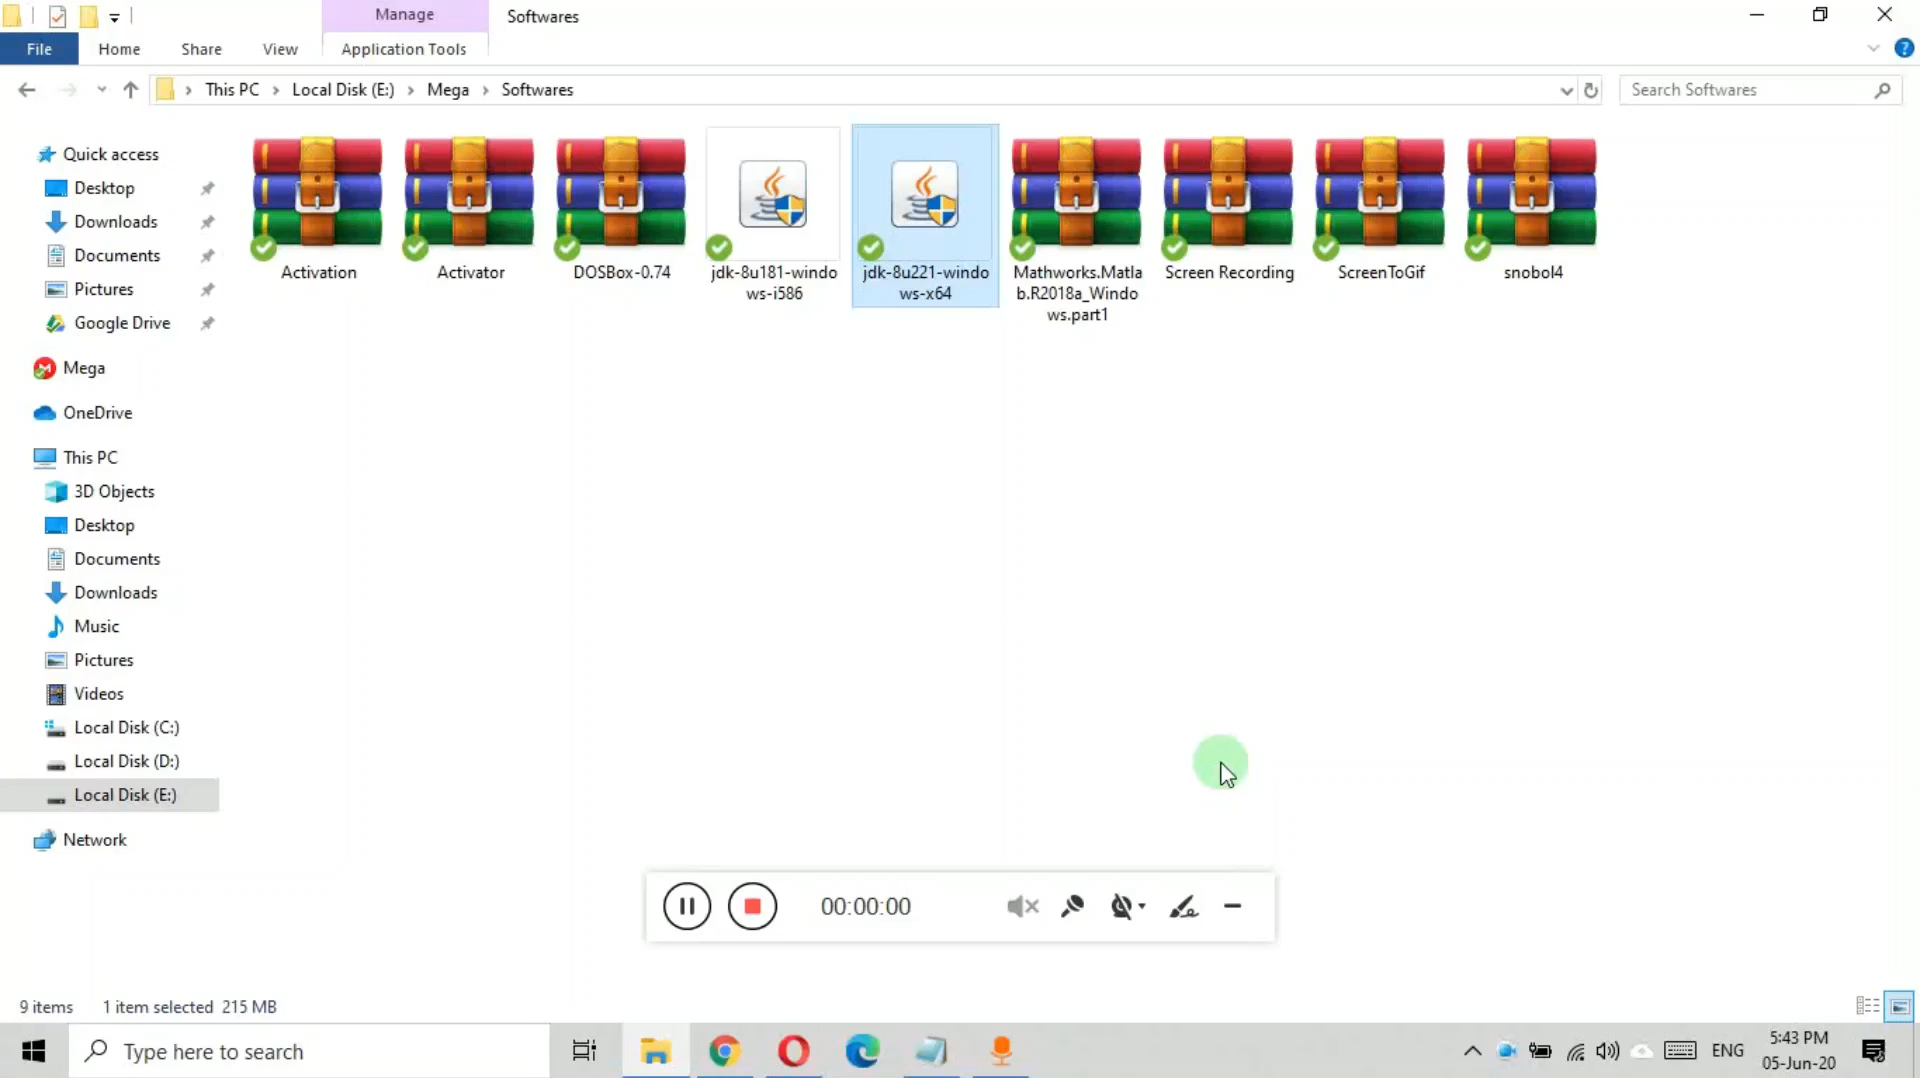 Manage
Softwares
File
Home
Share
View
Application Tools
This PC
Local Disk (E:)
Mega
Softwares
Search Softwares
Quick access
Desktop
Downloads
Documents
Pictures
Google Drive
Mega
OneDrive
This PC
3D Objects
Desktop
Documents
Downloads
Music
Pictures
Videos
Local Disk (C:)
Local Disk (D:)
Local Disk (E:)
Network
Activation
Activator
DOSBox-0.74
jdk-8u181-windo
ws-i586
jdk-8u221-windo
ws-x64
Mathworks.Matla
b.R2018a_Windo
ws.part1
Screen Recording
ScreenToGif
snobol4
00:00:00
9 items
1 item selected 215 MB
Type here to search
ENG
5:43 PM
05-Jun-20